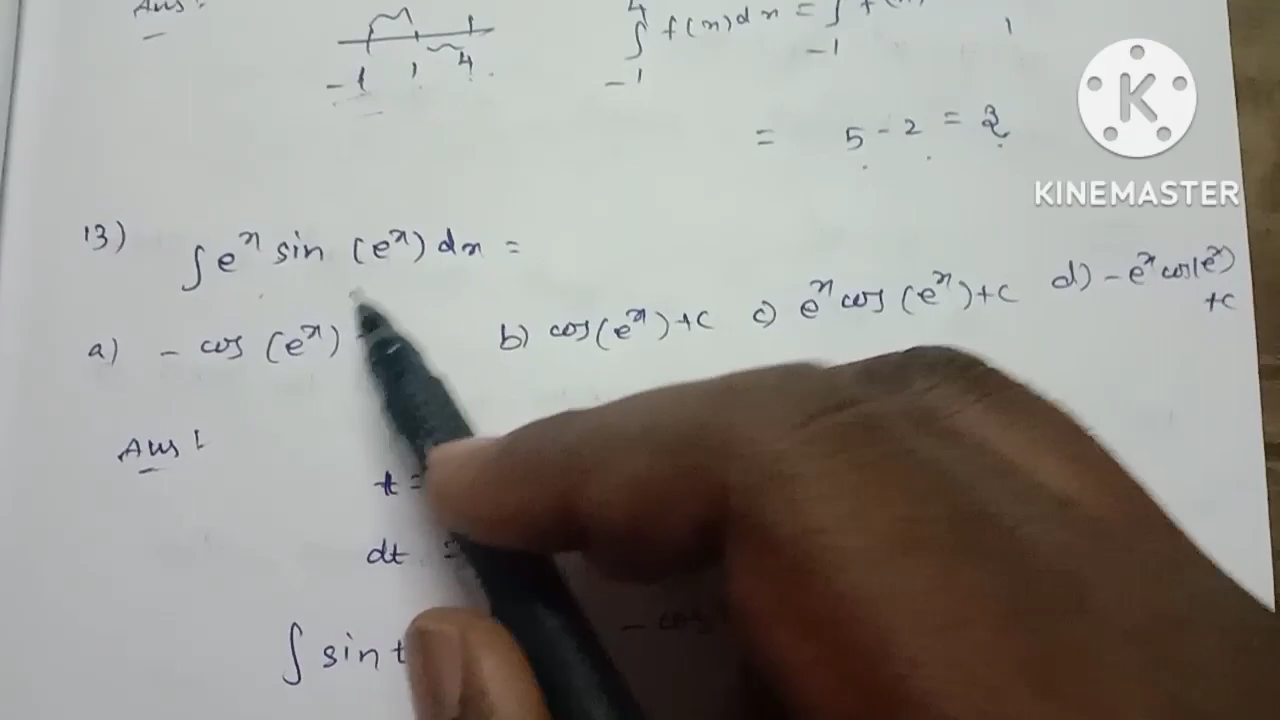 Ans:
-1 1 4
4 ∫ -1 f(x)dx = ∫ -1 1
= 5 - 2 = 3
KINEMASTER
13) ∫ e^x sin (e^x) dx =
a) - cos (e^x) b) cos(e^x)+c c) e^x cos (e^x)+c d) -e^x cos(e^x)+c
Ans:
t =
dt =
∫ sin t - cos